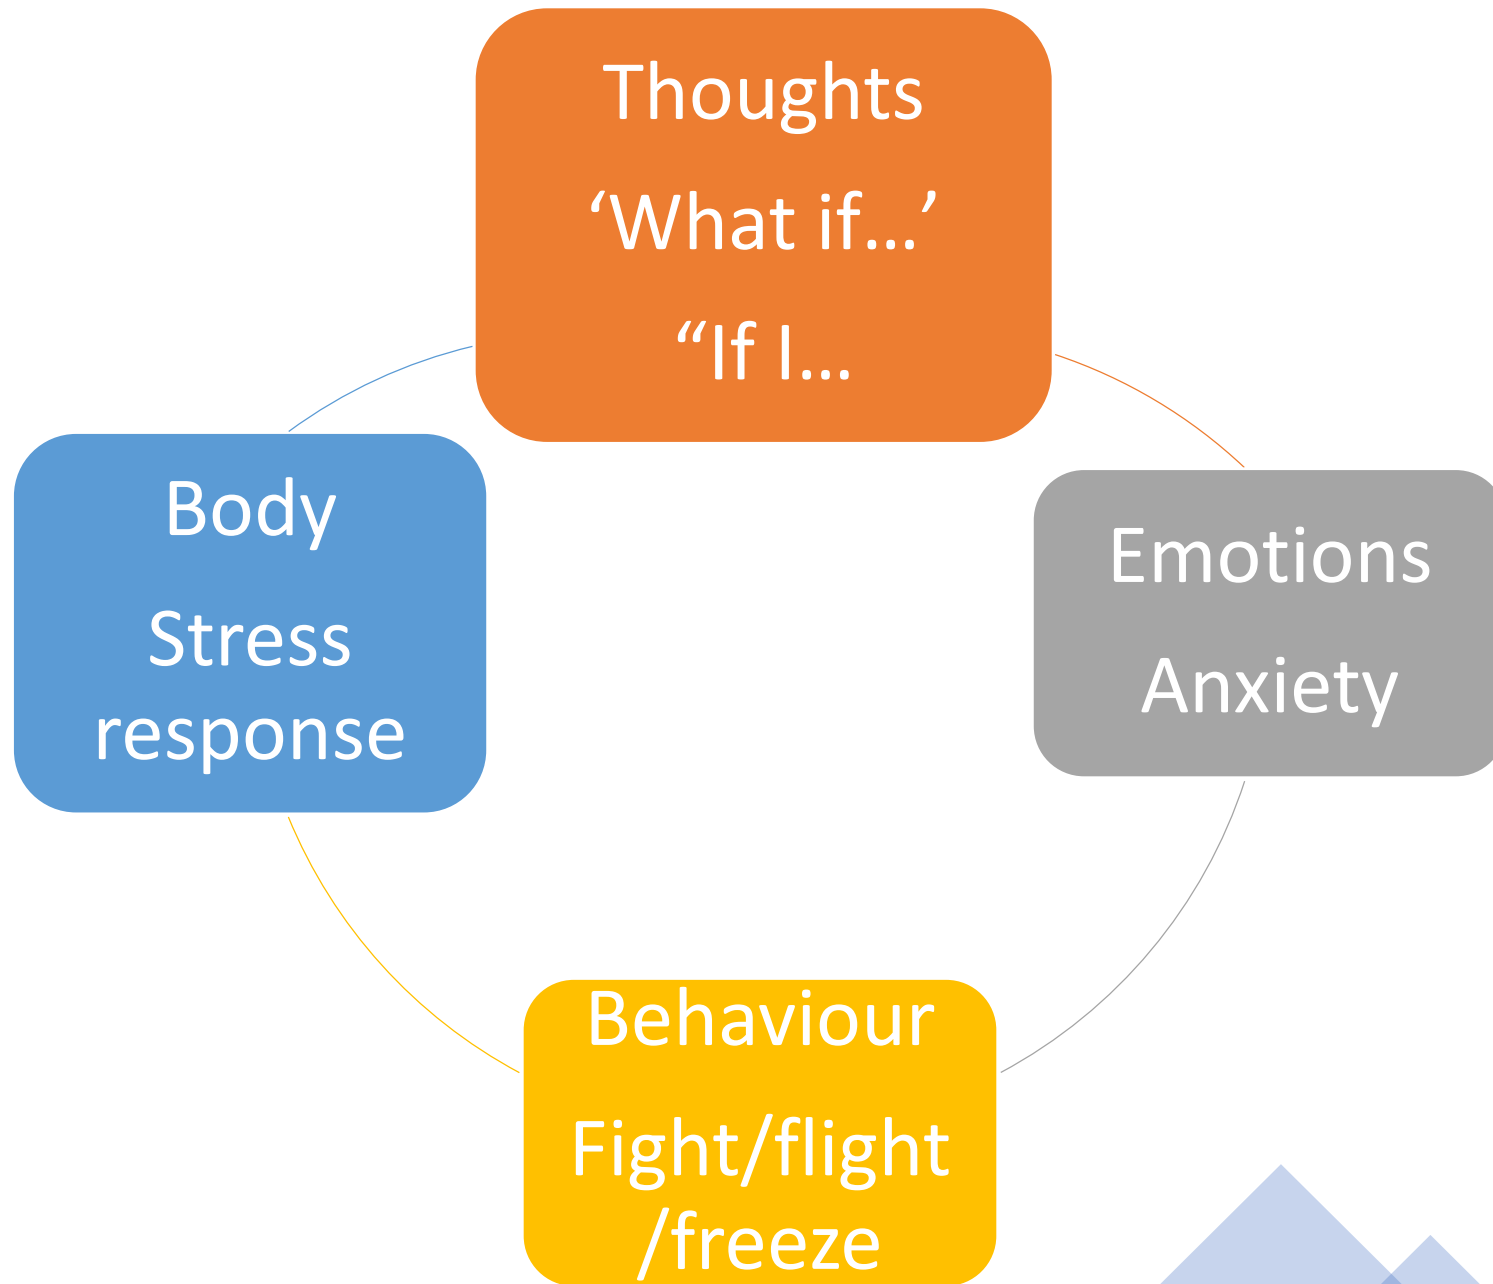 Thoughts
‘What if...’
“If I...
Body
Stress
response
Emotions
Anxiety
Behaviour
Fight/flight
/freeze